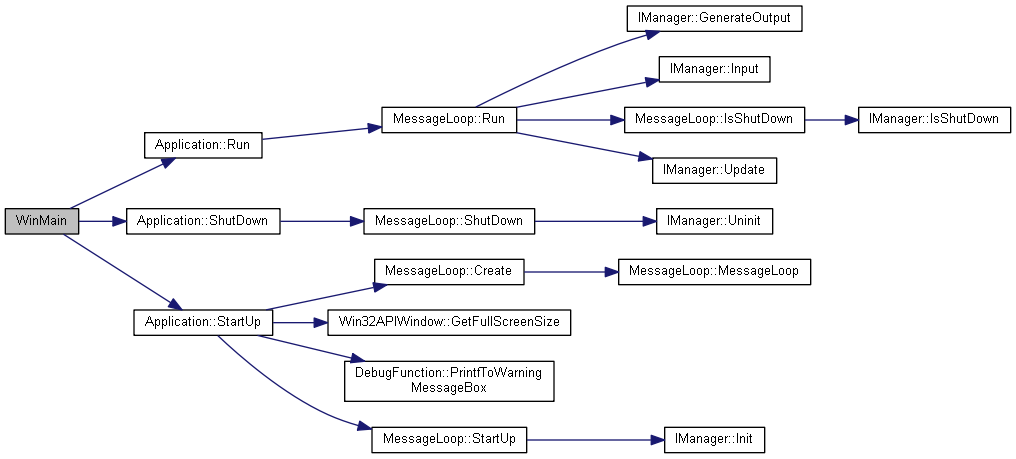 IManager::GenerateOutput
IManager::Input
MessageLoop::Run
MessageLoop::IsShutDown
IManager::IsShutDown
Application::Run
IManager::Update
WinMain
Application::ShutDown
MessageLoop::ShutDown
IManager::Uninit
MessageLoop::Create
MessageLoop::MessageLoop
Application::StartUp
Win32APIWindow::GetFullScreenSize
DebugFunction::PrintfToWarning
MessageBox
MessageLoop::StartUp
IManager::Init